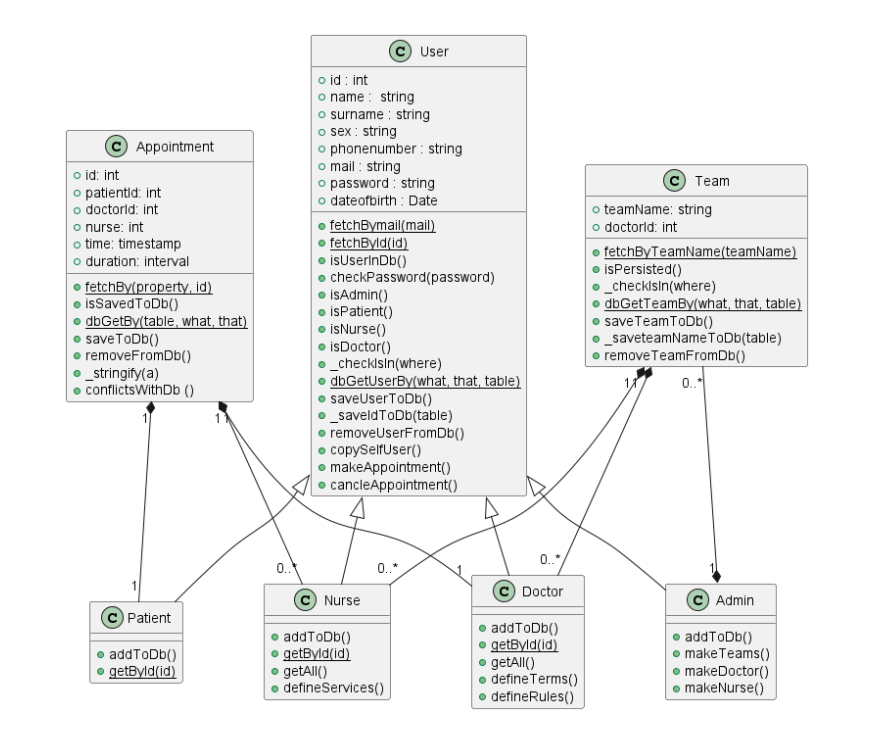 C User
id : int
name :  string
surname : string
sex : string
phonenumber : string
mail : string
password : string
dateofbirth : Date
fetchBymail(mail)
fetchById(id)
isUserInDb()
checkPassword(password)
isAdmin()
isPatient()
isNurse()
isDoctor()
_checkIsIn(where)
dbGetUserBy(what, that, table)
saveUserToDb()
_saveIdToDb(table)
removeUserFromDb()
copySelfUser()
makeAppointment()
cancleAppointment()
C Appointment
id: int
patientId: int
doctorId: int
nurse: int
time: timestamp
duration: interval
fetchBy(property, id)
isSavedToDb()
dbGetBy(table, what, that)
saveToDb()
removeFromDb()
_stringify(a)
conflictsWithDb ()
C Team
teamName: string
doctorId: int
fetchByTeamName(teamName)
isPersisted()
_checkIsIn(where)
dbGetTeamBy(what, that, table)
saveTeamToDb()
_saveteamNameToDb(table)
removeTeamFromDb()
1
1
1
1
1
0..*
1
0..*
0..*
1
0..*
1
C Patient
addToDb()
getById(id)
C Nurse
addToDb()
getById(id)
getAll()
defineServices()
C Doctor
addToDb()
getById(id)
getAll()
defineTerms()
defineRules()
C Admin
addToDb()
makeTeams()
makeDoctor()
makeNurse()